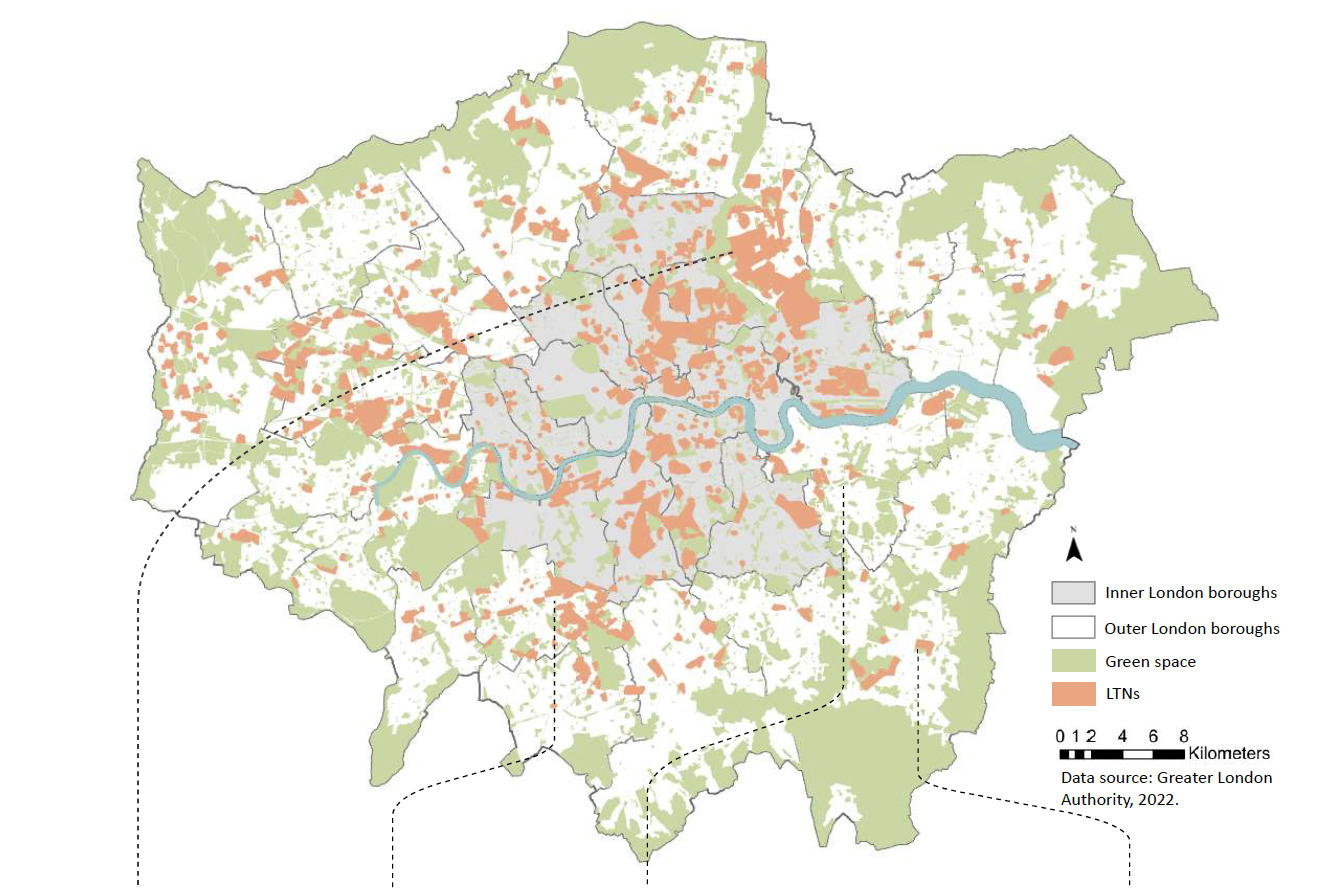 N
Inner London boroughs
Outer London boroughs
Green space
LTNs
0 1 2 4 6 8
Kilometers
Data source: Greater London
Authority, 2022.